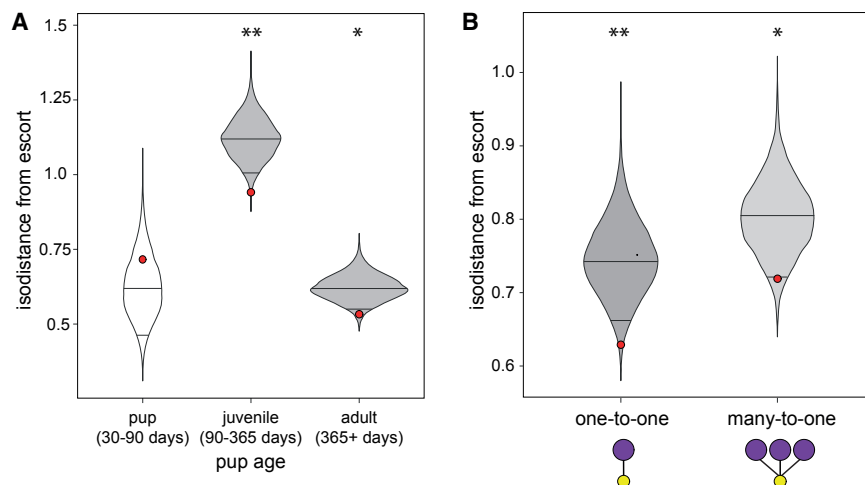 A
isodistance from escort
1.5
1.25
1.0
0.75
0.5
**
*
pup
(30-90 days)
juvenile
(90-365 days)
adult
(365+ days)
pup age
B
isodistance from escort
1.0
0.9
0.8
0.7
0.6
**
*
one-to-one
many-to-one